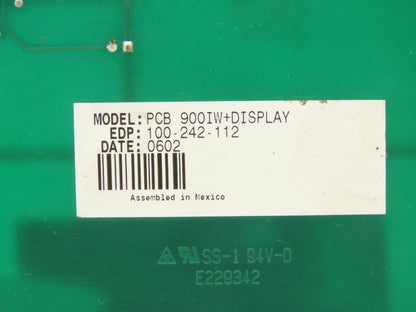 MODEL: PCB 900IW+DISPLAY
EDP: 100-242-112
DATE: 0602
Assembled in Mexico
SS-1 94V-0
E229342